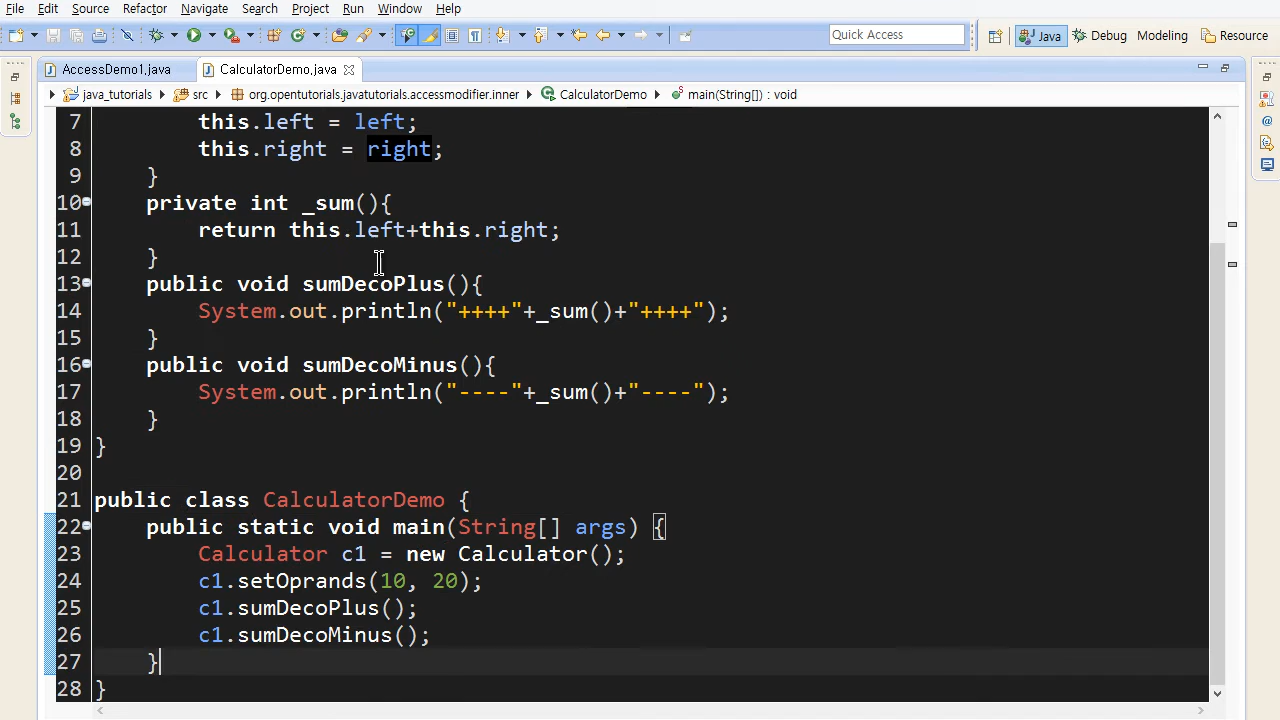 File Edit Source Refactor Navigate Search Project Run Window Help
Quick Access Java Debug Modeling Resource
AccessDemo1.java CalculatorDemo.java
java_tutorials src org.opentutorials.javatutorials.accessmodifier.inner CalculatorDemo main(String[]) : void
7 this.left = left;
8 this.right = right;
9 }
10 private int _sum(){
11 return this.left+this.right;
12 }
13 public void sumDecoPlus(){
14 System.out.println("++++"+_sum()+"++++");
15 }
16 public void sumDecoMinus(){
17 System.out.println("----"+_sum()+"----");
18 }
19 }
20
21 public class CalculatorDemo {
22 public static void main(String[] args) {
23 Calculator c1 = new Calculator();
24 c1.setOprands(10, 20);
25 c1.sumDecoPlus();
26 c1.sumDecoMinus();
27 }
28 }